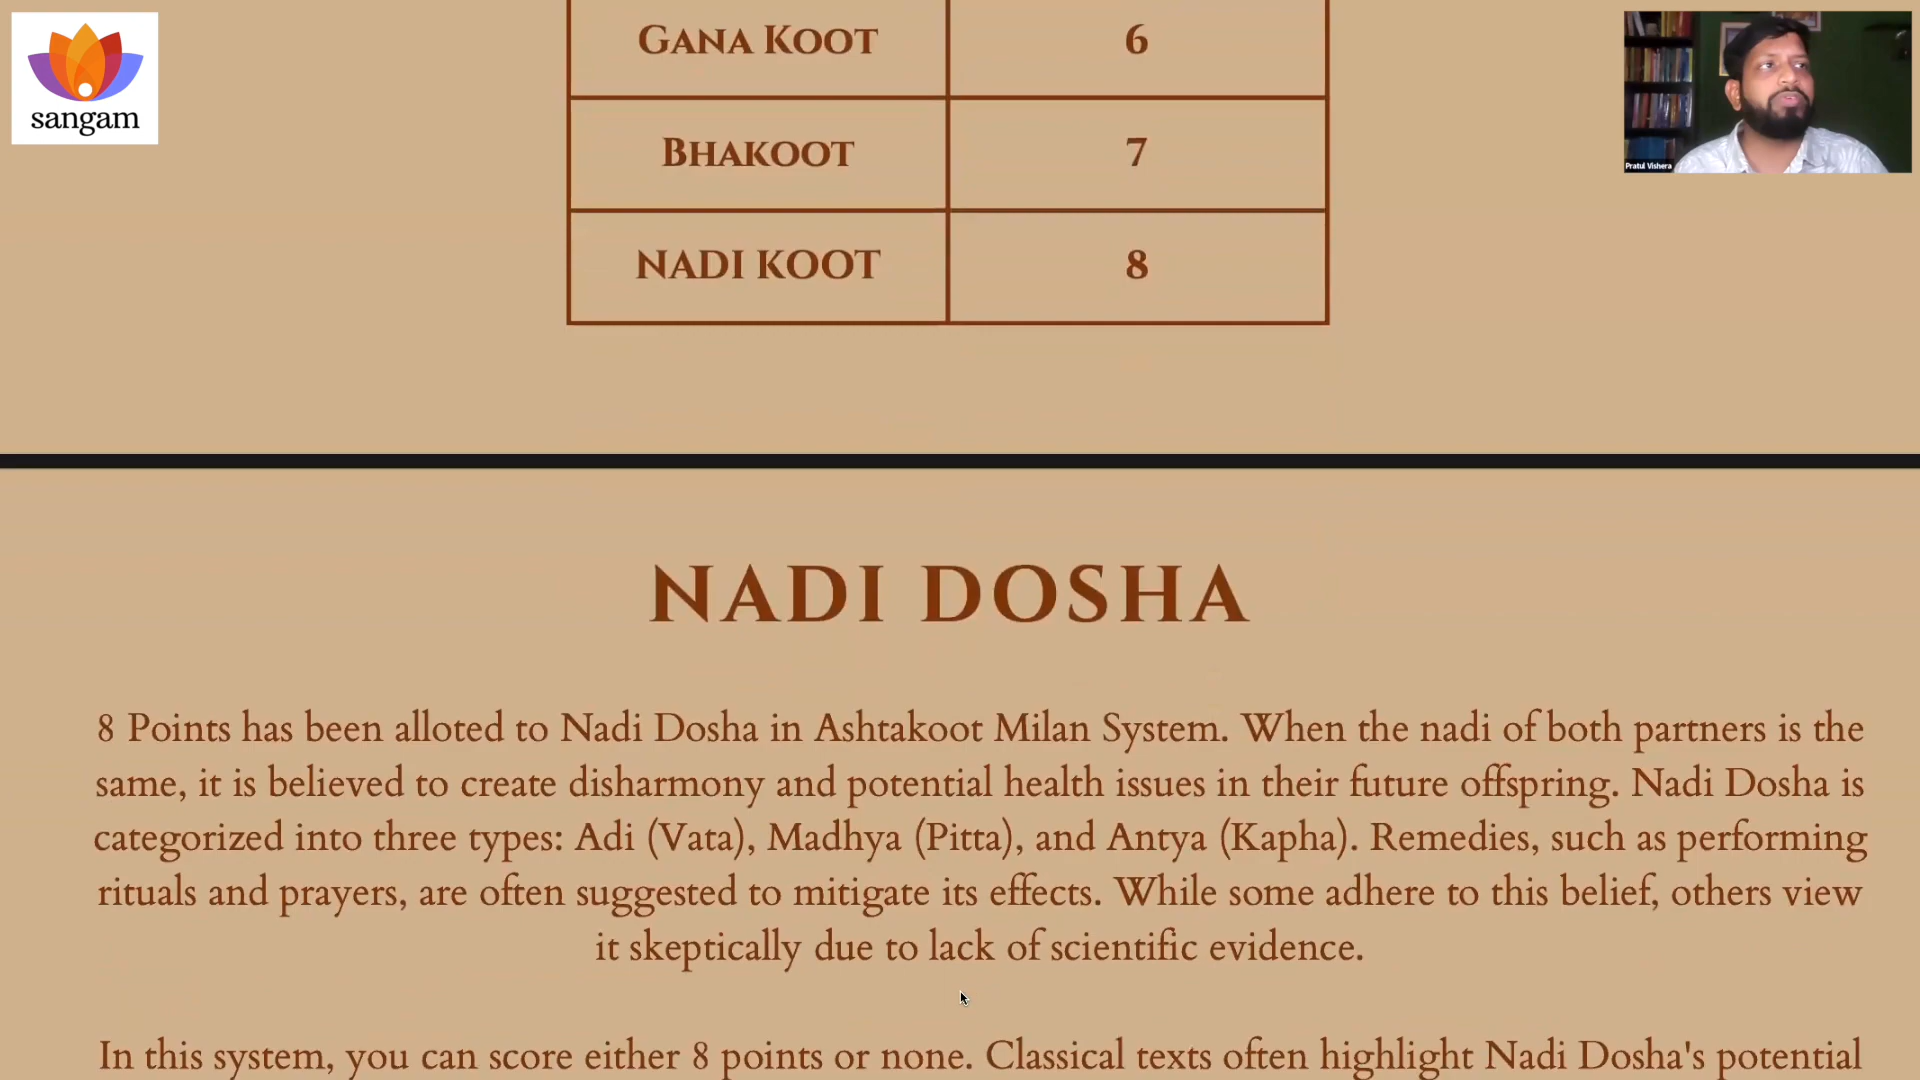 sangam
GANA KOOT 6
BHAKOOT 7
NADI KOOT 8
Pratul Vishera
NADI DOSHA
8 Points has been alloted to Nadi Dosha in Ashtakoot Milan System. When the nadi of both partners is the
same, it is believed to create disharmony and potential health issues in their future offspring. Nadi Dosha is
categorized into three types: Adi (Vata), Madhya (Pitta), and Antya (Kapha). Remedies, such as performing
rituals and prayers, are often suggested to mitigate its effects. While some adhere to this belief, others view
it skeptically due to lack of scientific evidence.
In this system, you can score either 8 points or none. Classical texts often highlight Nadi Dosha's potential